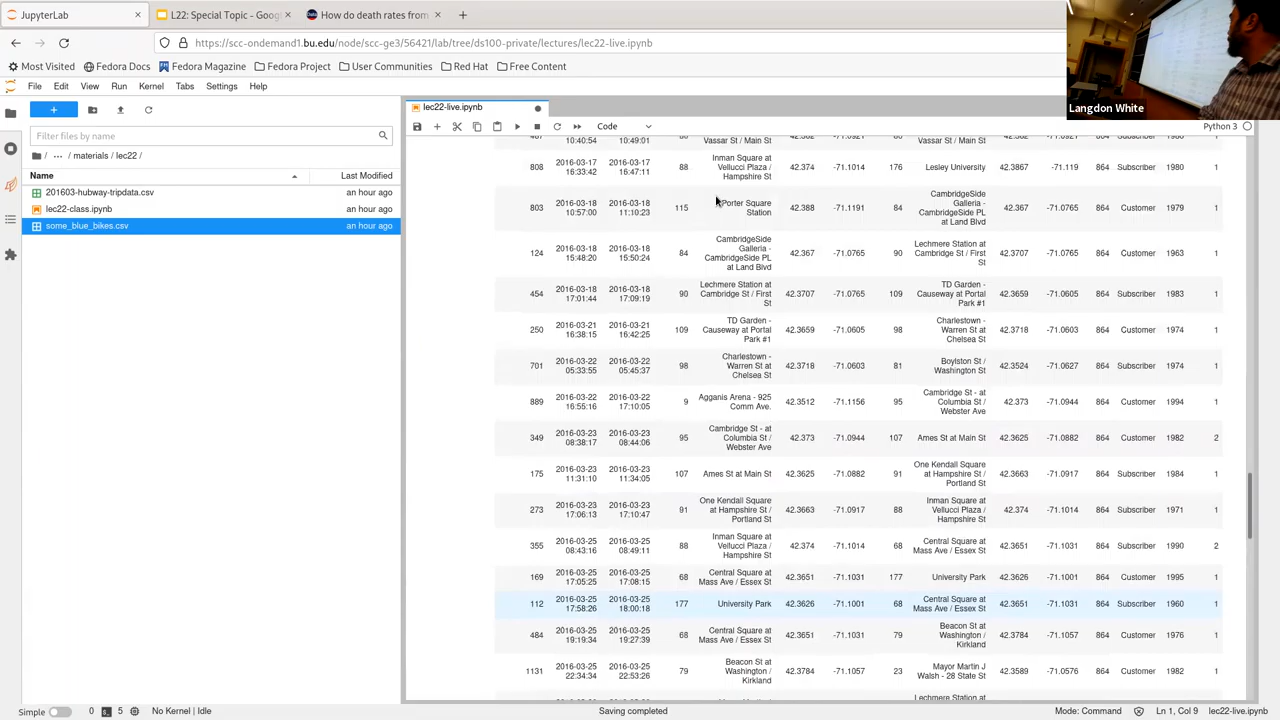 JupyterLab
L22: Special Topic - Goog
How do death rates from
https://scc-ondemand1.bu.edu/node/scc-ge3/56421/lab/tree/ds100-private/lectures/lec22-live.ipynb
Most Visited Fedora Docs Fedora Magazine Fedora Project User Communities Red Hat Free Content
Langdon White
File Edit View Run Kernel Tabs Settings Help
lec22-live.ipynb
Code
Python 3
Filter files by name
/ ... / materials / lec22 /
Name Last Modified
201603-hubway-tripdata.csv an hour ago
lec22-class.ipynb an hour ago
some_blue_bikes.csv an hour ago
10:40:54 10:49:01 Vassar St / Main St Vassar St / Main St
808 2016-03-17 16:33:42 2016-03-17 16:47:11 88 Inman Square at Vellucci Plaza / Hampshire St 42.374 -71.1014 176 Lesley University 42.3867 -71.119 864 Subscriber 1980 1
803 2016-03-18 10:57:00 2016-03-18 11:10:23 115 Porter Square Station 42.388 -71.1191 84 CambridgeSide Galleria - CambridgeSide PL at Land Blvd 42.367 -71.0765 864 Customer 1979 1
124 2016-03-18 15:48:20 2016-03-18 15:50:24 84 CambridgeSide Galleria - CambridgeSide PL at Land Blvd 42.367 -71.0765 90 Lechmere Station at Cambridge St / First St 42.3707 -71.0765 864 Customer 1963 1
454 2016-03-18 17:01:44 2016-03-18 17:09:19 90 Lechmere Station at Cambridge St / First St 42.3707 -71.0765 109 TD Garden - Causeway at Portal Park #1 42.3659 -71.0605 864 Subscriber 1983 1
250 2016-03-21 16:38:15 2016-03-21 16:42:25 109 TD Garden - Causeway at Portal Park #1 42.3659 -71.0605 98 Charlestown - Warren St at Chelsea St 42.3718 -71.0603 864 Customer 1974 1
701 2016-03-22 05:33:55 2016-03-22 05:45:37 98 Charlestown - Warren St at Chelsea St 42.3718 -71.0603 81 Boylston St / Washington St 42.3524 -71.0627 864 Subscriber 1974 1
889 2016-03-22 16:55:16 2016-03-22 17:10:05 9 Agganis Arena - 925 Comm Ave. 42.3512 -71.1156 95 Cambridge St - at Columbia St / Webster Ave 42.373 -71.0944 864 Customer 1994 1
349 2016-03-23 08:38:17 2016-03-23 08:44:06 95 Cambridge St - at Columbia St / Webster Ave 42.373 -71.0944 107 Ames St at Main St 42.3625 -71.0882 864 Customer 1982 2
175 2016-03-23 11:31:10 2016-03-23 11:34:05 107 Ames St at Main St 42.3625 -71.0882 91 One Kendall Square at Hampshire St / Portland St 42.3663 -71.0917 864 Subscriber 1984 1
273 2016-03-23 17:06:13 2016-03-23 17:10:47 91 One Kendall Square at Hampshire St / Portland St 42.3663 -71.0917 88 Inman Square at Vellucci Plaza / Hampshire St 42.374 -71.1014 864 Subscriber 1971 1
355 2016-03-25 08:43:16 2016-03-25 08:49:11 88 Inman Square at Vellucci Plaza / Hampshire St 42.374 -71.1014 68 Central Square at Mass Ave / Essex St 42.3651 -71.1031 864 Subscriber 1990 2
169 2016-03-25 17:05:25 2016-03-25 17:08:15 68 Central Square at Mass Ave / Essex St 42.3651 -71.1031 177 University Park 42.3626 -71.1001 864 Customer 1995 1
112 2016-03-25 17:58:26 2016-03-25 18:00:18 177 University Park 42.3626 -71.1001 68 Central Square at Mass Ave / Essex St 42.3651 -71.1031 864 Subscriber 1960 1
484 2016-03-25 19:19:34 2016-03-25 19:27:39 68 Central Square at Mass Ave / Essex St 42.3651 -71.1031 79 Beacon St at Washington / Kirkland 42.3784 -71.1057 864 Customer 1976 1
1131 2016-03-25 22:34:34 2016-03-25 22:53:26 79 Beacon St at Washington / Kirkland 42.3784 -71.1057 23 Mayor Martin J Walsh - 28 State St 42.3589 -71.0576 864 Customer 1982 1
Lechmere Station at
Simple 0 5 No Kernel | Idle Saving completed Mode: Command Ln 1, Col 9 lec22-live.ipynb